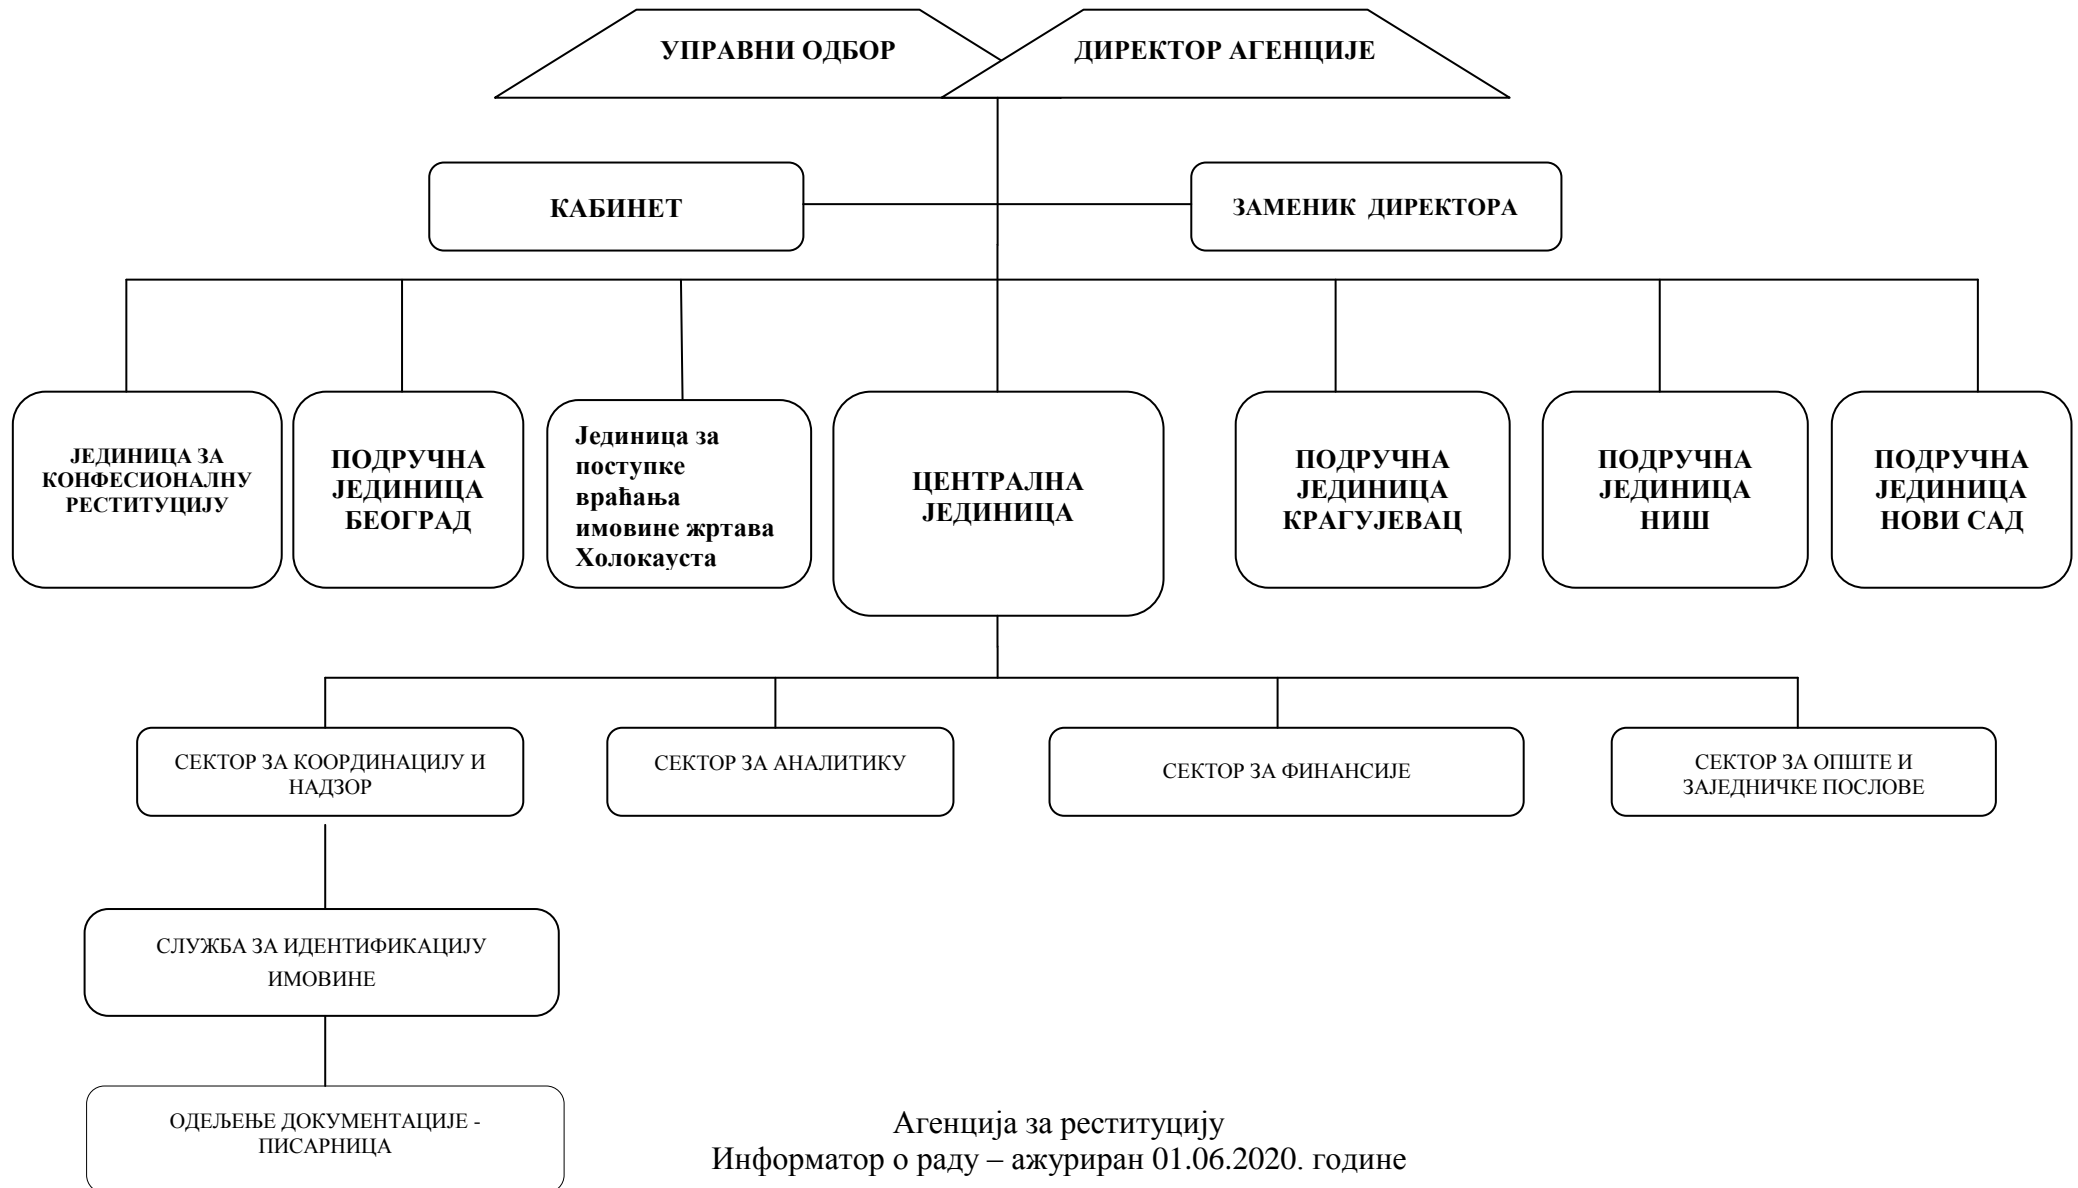 УПРАВНИ ОДБОР
ДИРЕКТОР АГЕНЦИЈЕ
КАБИНЕТ
ЗАМЕНИК ДИРЕКТОРА
ЈЕДИНИЦА ЗА
КОНФЕСИОНАЛНУ
РЕСТИТУЦИЈУ
ПОДРУЧНА
ЈЕДИНИЦА
БЕОГРАД
Јединица за
поступке
враћања
имовине жртава
Холокауста
ЦЕНТРАЛНА
ЈЕДИНИЦА
ПОДРУЧНА
ЈЕДИНИЦА
КРАГУЈЕВАЦ
ПОДРУЧНА
ЈЕДИНИЦА
НИШ
ПОДРУЧНА
ЈЕДИНИЦА
НОВИ САД
СЕКТОР ЗА КООРДИНАЦИЈУ И
НАДЗОР
СЕКТОР ЗА АНАЛИТИКУ
СЕКТОР ЗА ФИНАНСИЈЕ
СЕКТОР ЗА ОПШТЕ И
ЗАЈЕДНИЧКЕ ПОСЛОВЕ
СЛУЖБА ЗА ИДЕНТИФИКАЦИЈУ
ИМОВИНЕ
ОДЕЉЕЊЕ ДОКУМЕНТАЦИЈЕ -
ПИСАРНИЦА
Агенција за реституцију
Информатор о раду – ажуриран 01.06.2020. године